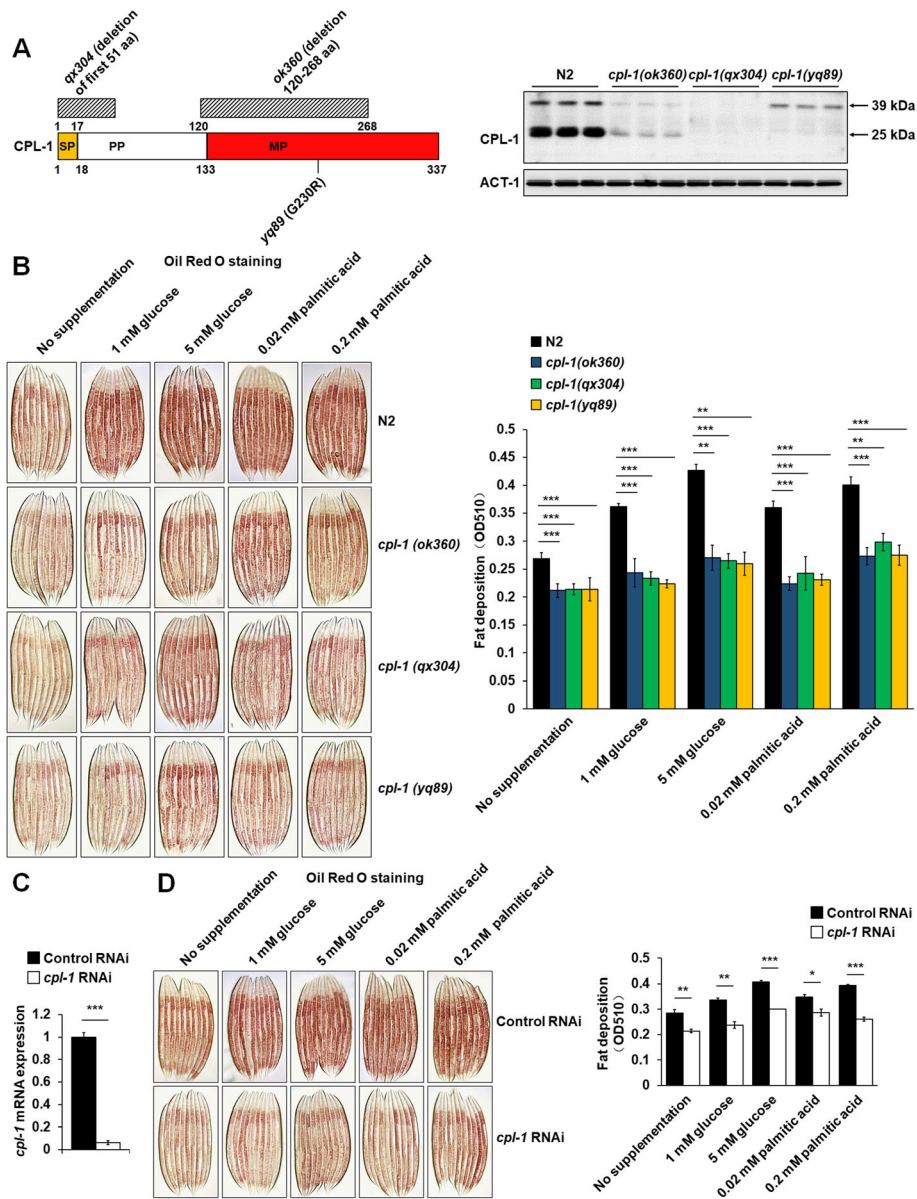 A
qx304 (deletion
of first 51 aa)
ok360 (deletion
120-268 aa)
1 17 120 268
CPL-1 SP PP MP
1 18 133 337
yq89 (G230R)
N2 cpl-1(ok360) cpl-1(qx304) cpl-1(yq89)
39 kDa
CPL-1 25 kDa
ACT-1
B
Oil Red O staining
No supplementation
1 mM glucose
5 mM glucose
0.02 mM palmitic acid
0.2 mM palmitic acid
N2
cpl-1 (ok360)
cpl-1 (qx304)
cpl-1 (yq89)
N2
cpl-1(ok360)
cpl-1(qx304)
cpl-1(yq89)
Fat deposition (OD510)
0.5
0.45
0.4
0.35
0.3
0.25
0.2
0.15
0.1
0.05
0
***
***
***
***
***
***
**
***
**
***
***
***
***
**
***
No supplementation
1 mM glucose
5 mM glucose
0.02 mM palmitic acid
0.2 mM palmitic acid
C
Control RNAi
cpl-1 RNAi
cpl-1 mRNA expression
1.2
1
0.8
0.6
0.4
0.2
0
***
D
Oil Red O staining
No supplementation
1 mM glucose
5 mM glucose
0.02 mM palmitic acid
0.2 mM palmitic acid
Control RNAi
cpl-1 RNAi
Control RNAi
cpl-1 RNAi
Fat deposition
(OD510)
0.5
0.4
0.3
0.2
0.1
0
** ** *** * ***
No supplementation
1 mM glucose
5 mM glucose
0.02 mM palmitic acid
0.2 mM palmitic acid